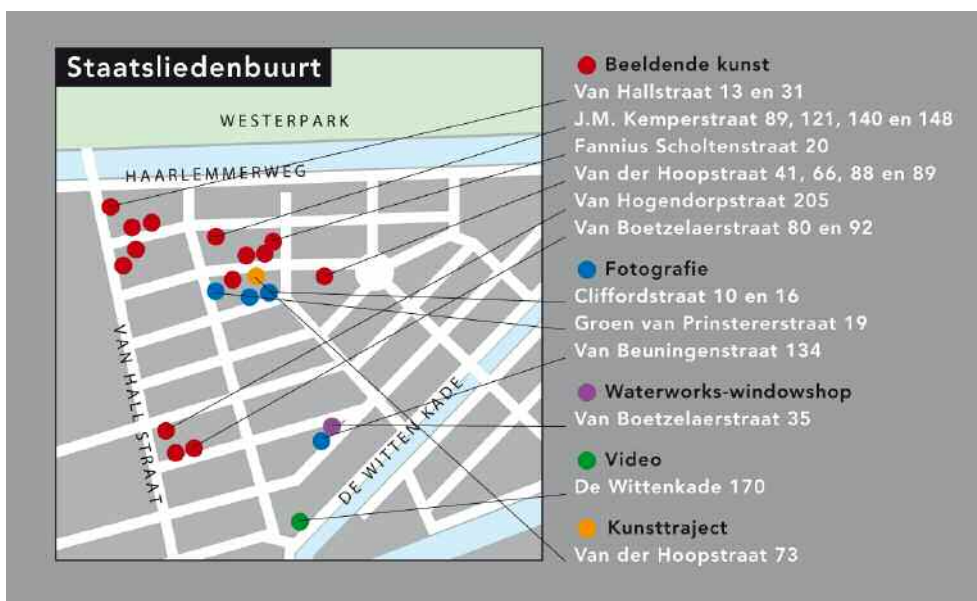 Staatsliedenbuurt
WESTERPARK
HAARLEMMERWEG
VAN HALL STRAAT
DE WITTEN KADE
Beeldende kunst
Van Hallstraat 13 en 31
J.M. Kemperstraat 89, 121, 140 en 148
Fannius Scholtenstraat 20
Van der Hoopstraat 41, 66, 88 en 89
Van Hogendorpstraat 205
Van Boetzelaerstraat 80 en 92
Fotografie
Cliffordstraat 10 en 16
Groen van Prinstererstraat 19
Van Beuningenstraat 134
Waterworks-windowshop
Van Boetzelaerstraat 35
Video
De Wittenkade 170
Kunsttraject
Van der Hoopstraat 73